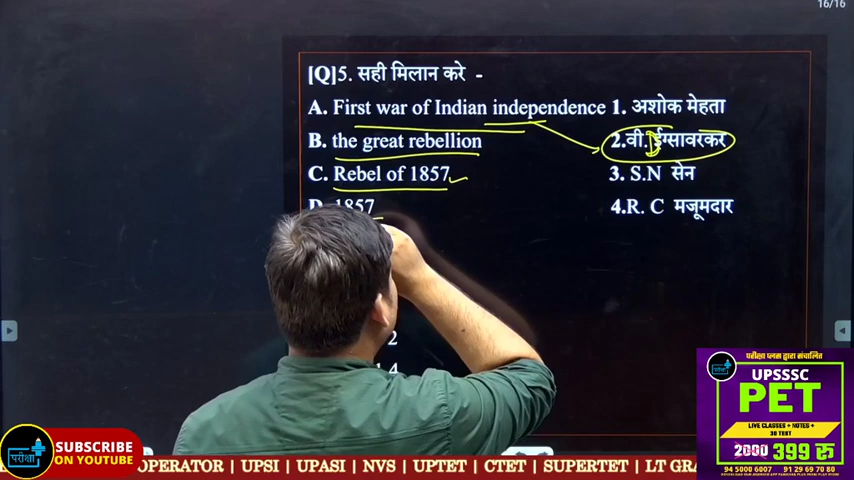 16/16
[Q]5. सही मिलान करे -
A. First war of Indian independence 1. अशोक मेहता
B. the great rebellion 2.वी. सावरकर
C. Rebel of 1857 3. S.N सेन
D. 1857 4.R. C मजूमदार
2
1 4
परीक्षा प्लस द्वारा संचालित
UPSSSC
PET
LIVE CLASSES + NOTES +
30 TEST
2000 399 रु
94 5000 6007 91 29 69 70 80
परीक्षा
SUBSCRIBE
ON YOUTUBE
OPERATOR | UPSI | UPASI | NVS | UPTET | CTET | SUPERTET | LT GRA